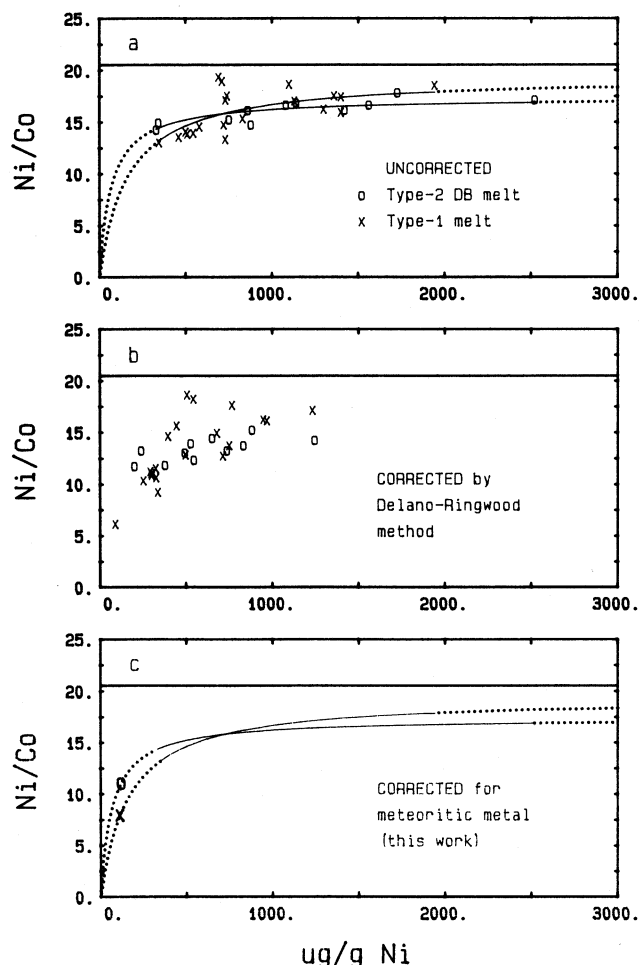 a
25.
20.
15.
10.
5.
0.
Ni/Co
UNCORRECTED
o Type-2 DB melt
x Type-1 melt
0. 1000. 2000. 3000.
b
25.
20.
15.
10.
5.
0.
Ni/Co
CORRECTED by
Delano-Ringwood
method
0. 1000. 2000. 3000.
c
25.
20.
15.
10.
5.
0.
Ni/Co
CORRECTED for
meteoritic metal
(this work)
0. 1000. 2000. 3000.
ug/g Ni